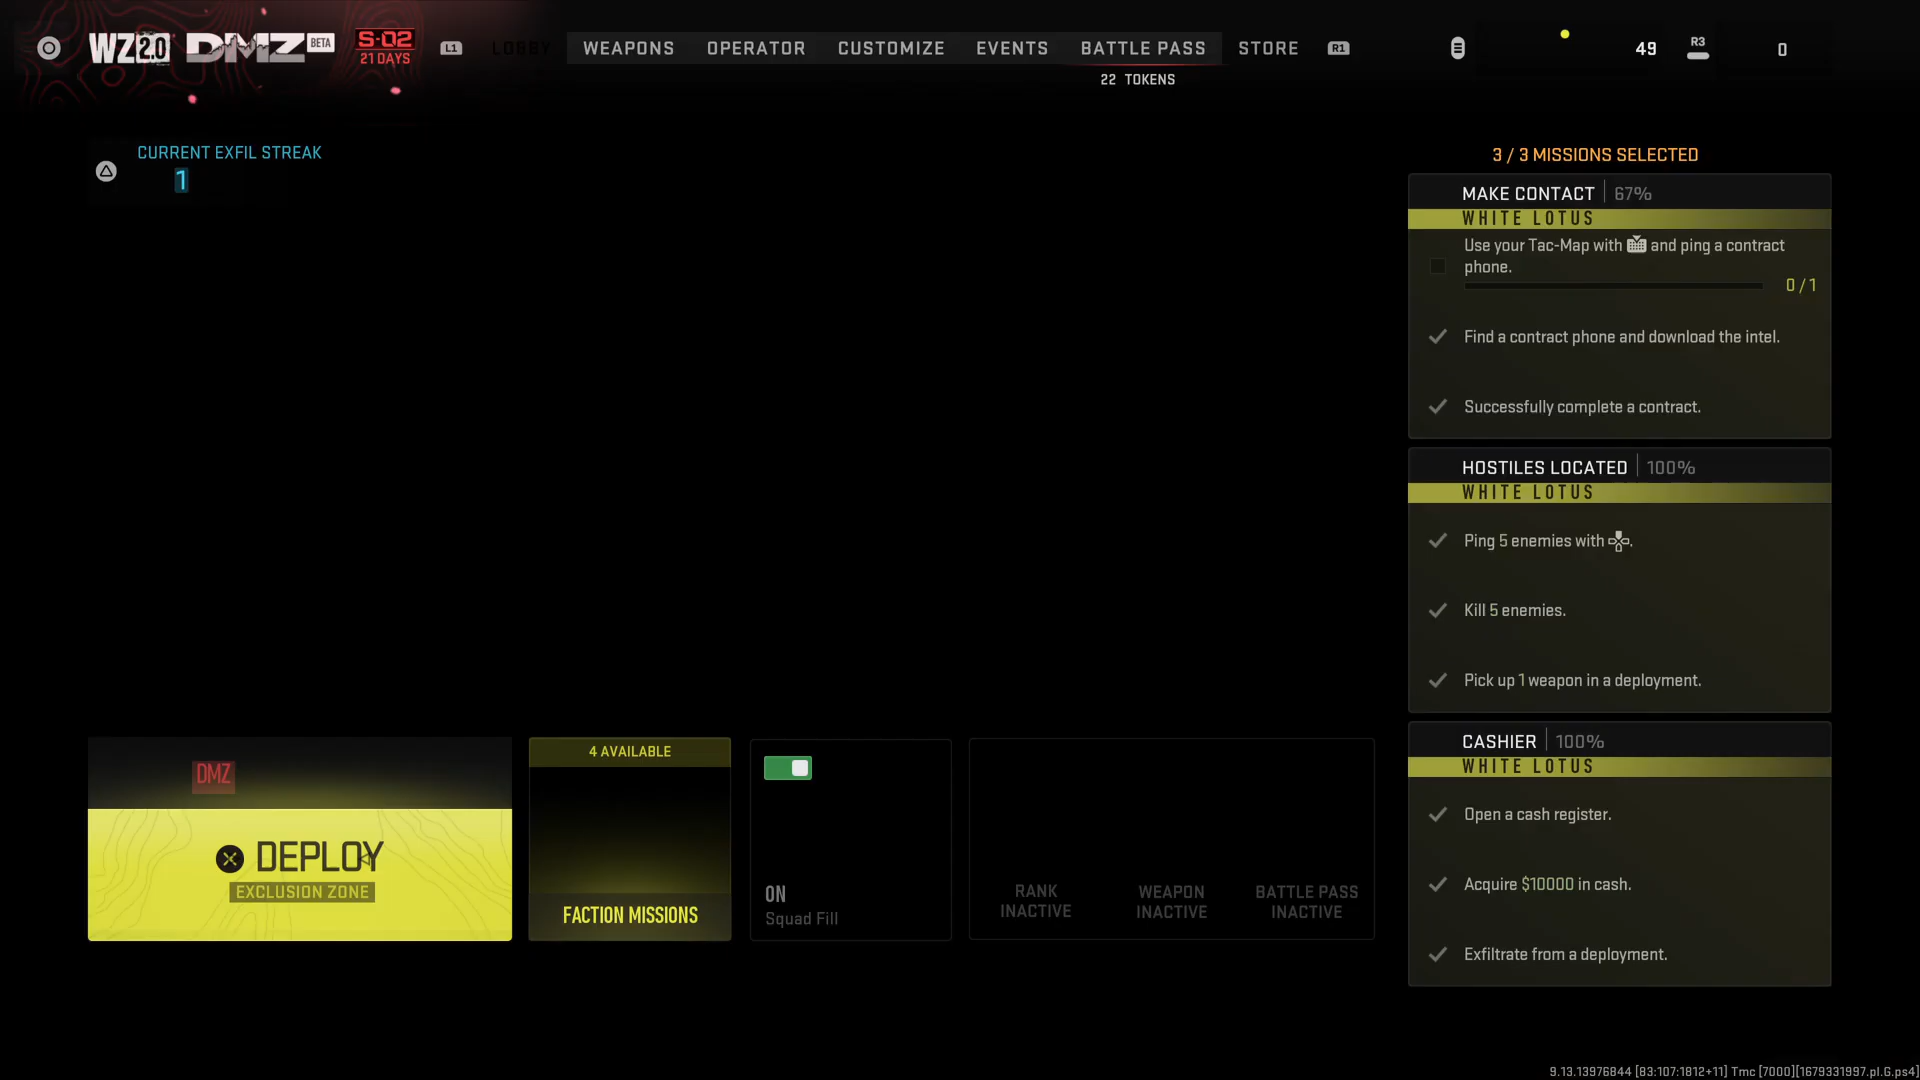 WZ2.0 DMZ BETA S-02 21 DAYS L1 LOBBY WEAPONS OPERATOR CUSTOMIZE EVENTS BATTLE PASS STORE R1 49 R3 0
22 TOKENS
CURRENT EXFIL STREAK
1
3 / 3 MISSIONS SELECTED
MAKE CONTACT 67%
WHITE LOTUS
Use your Tac-Map with and ping a contract
phone.
0 / 1
Find a contract phone and download the intel.
Successfully complete a contract.
HOSTILES LOCATED 100%
WHITE LOTUS
Ping 5 enemies with .
Kill 5 enemies.
Pick up 1 weapon in a deployment.
CASHIER 100%
WHITE LOTUS
Open a cash register.
Acquire $10000 in cash.
Exfiltrate from a deployment.
DMZ
DEPLOY
EXCLUSION ZONE
4 AVAILABLE
FACTION MISSIONS
ON
Squad Fill
RANK
INACTIVE
WEAPON
INACTIVE
BATTLE PASS
INACTIVE
9.13.13976844 [83:107:1812+11] Tmc [7000][1679331997.pl.G.ps4]